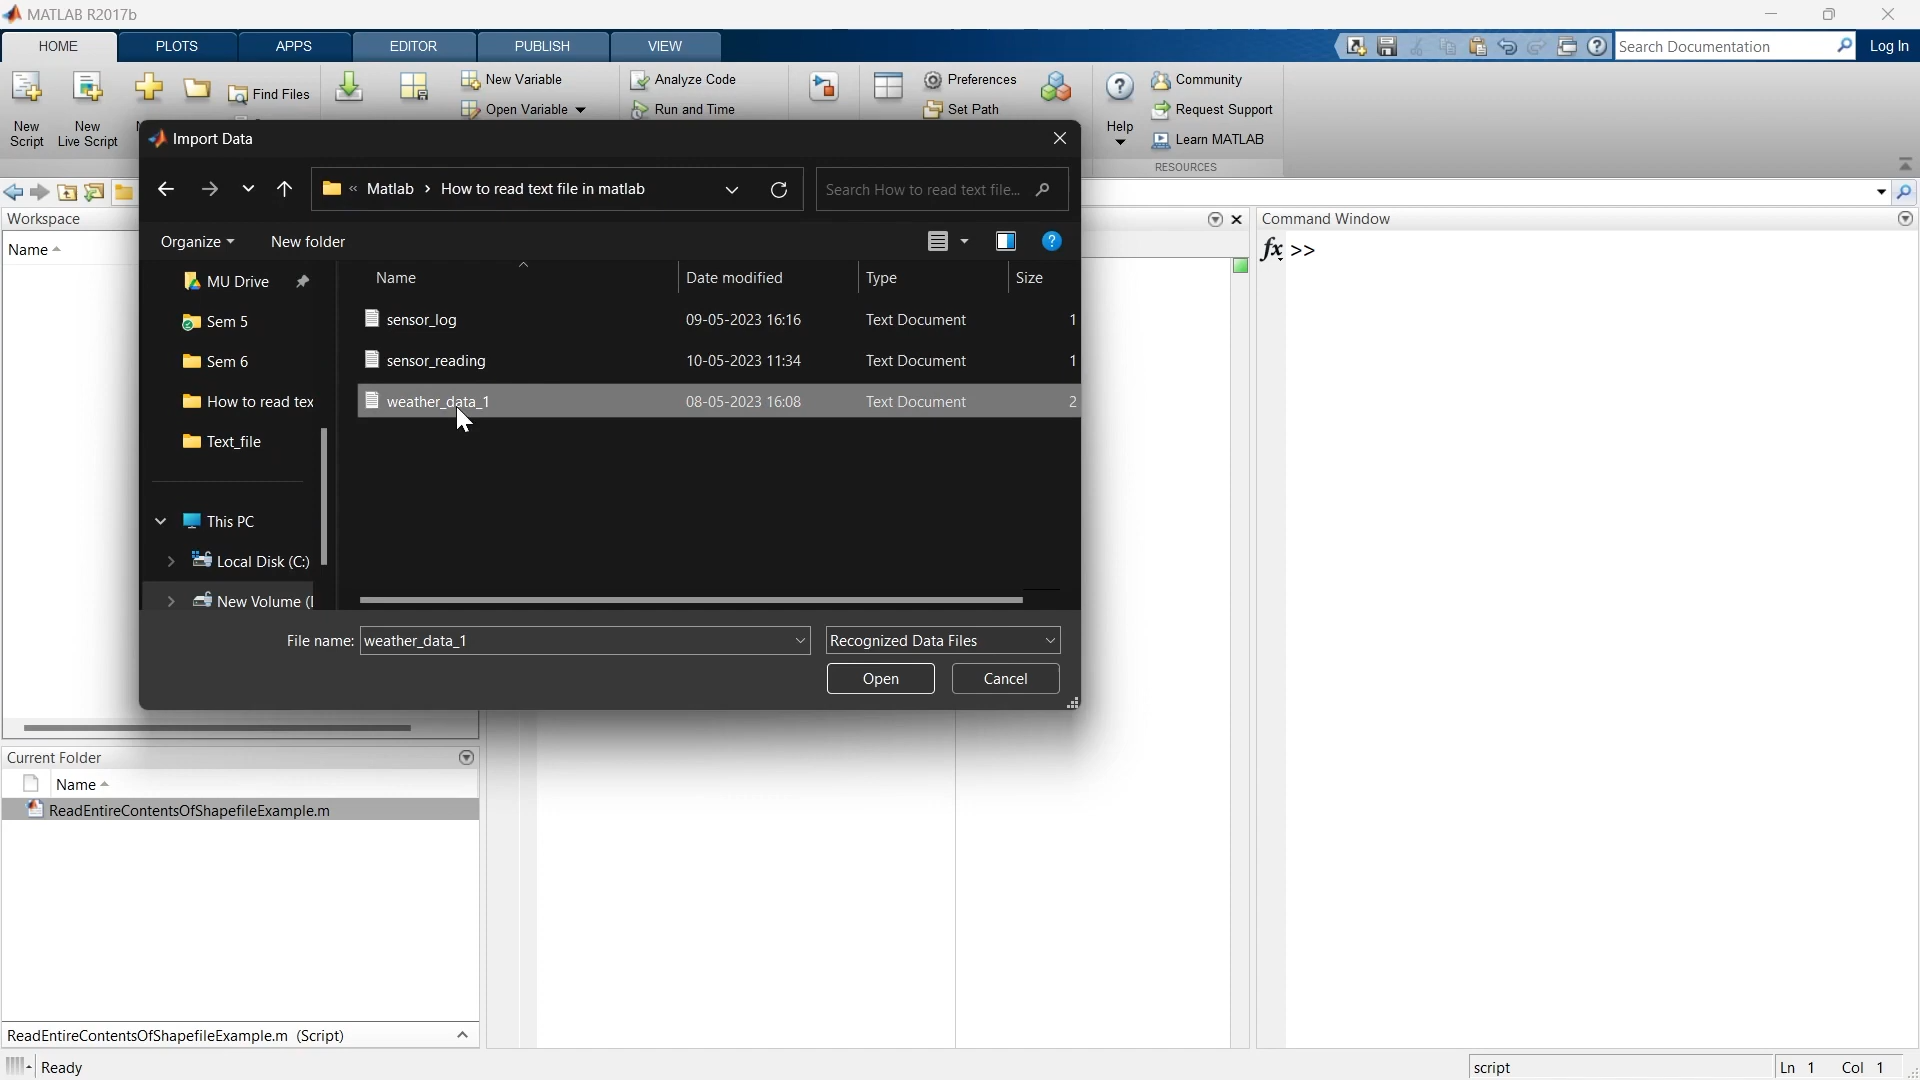 MATLAB R2017b
HOME
PLOTS
APPS
EDITOR
PUBLISH
VIEW
Search Documentation
Log In
New Script
New Live Script
Find Files
New Variable
Open Variable
Analyze Code
Run and Time
Preferences
Set Path
Help
Community
Request Support
Learn MATLAB
RESOURCES
Import Data
« Matlab › How to read text file in matlab
Search How to read text file...
Organize
New folder
MU Drive
Sem 5
Sem 6
How to read tex
Text_file
This PC
Local Disk (C:)
New Volume (
Name Date modified Type Size
sensor_log 09-05-2023 16:16 Text Document 1
sensor_reading 10-05-2023 11:34 Text Document 1
weather_data_1 08-05-2023 16:08 Text Document 2
File name: weather_data_1
Recognized Data Files
Open
Cancel
Workspace
Name
Command Window
fx >>
Current Folder
Name
ReadEntireContentsOfShapefileExample.m
ReadEntireContentsOfShapefileExample.m (Script)
Ready
script
Ln 1 Col 1